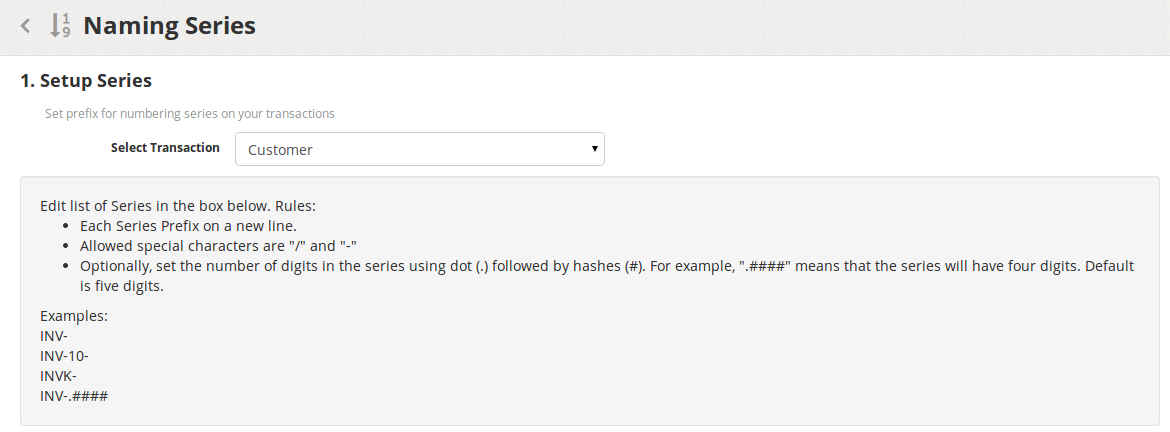 Naming Series
1. Setup Series
Set prefix for numbering series on your transactions
Select Transaction
Customer
Edit list of Series in the box below. Rules:
Each Series Prefix on a new line.
Allowed special characters are "/" and "-"
Optionally, set the number of digits in the series using dot (.) followed by hashes (#). For example, ".####" means that the series will have four digits. Default
is five digits.
Examples:
INV-
INV-10-
INVK-
INV-.####